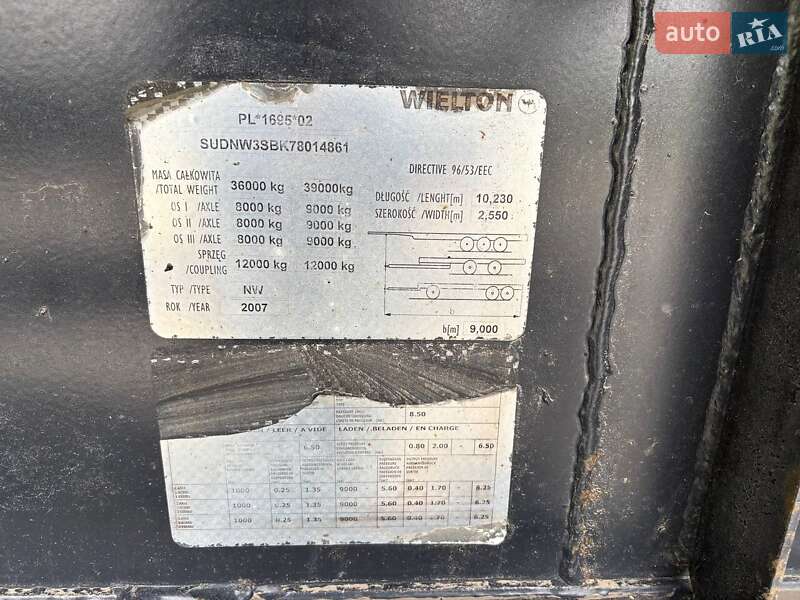 auto RIA .com
WIELTON
PL*1695*02
SUDNW3SBK78014861
DIRECTIVE 96/53/EEC
MASA CAŁKOWITA
/TOTAL WEIGHT 36000 kg 39000kg
DŁUGOŚĆ /LENGHT[m] 10,230
OS I /AXLE 8000 kg 9000 kg
SZEROKOŚĆ /WIDTH[m] 2,550
OS II /AXLE 8000 kg 9000 kg
OS III /AXLE 8000 kg 9000 kg
SPRZĘG
/COUPLING 12000 kg 12000 kg
TYP /TYPE NW
ROK /YEAR 2007
b
b[m] 9,000
8.50
/ LEER / A VIDE LADEN / BELADEN / EN CHARGE
6.50 0.80 2.00 - 6.50
1000 0.25 1.35 9000 5.60 0.40 1.70 - 6.25
1000 0.25 1.35 9000 5.60 0.40 1.70 - 6.25
1000 0.25 1.35 9000 5.60 0.40 - 6.25